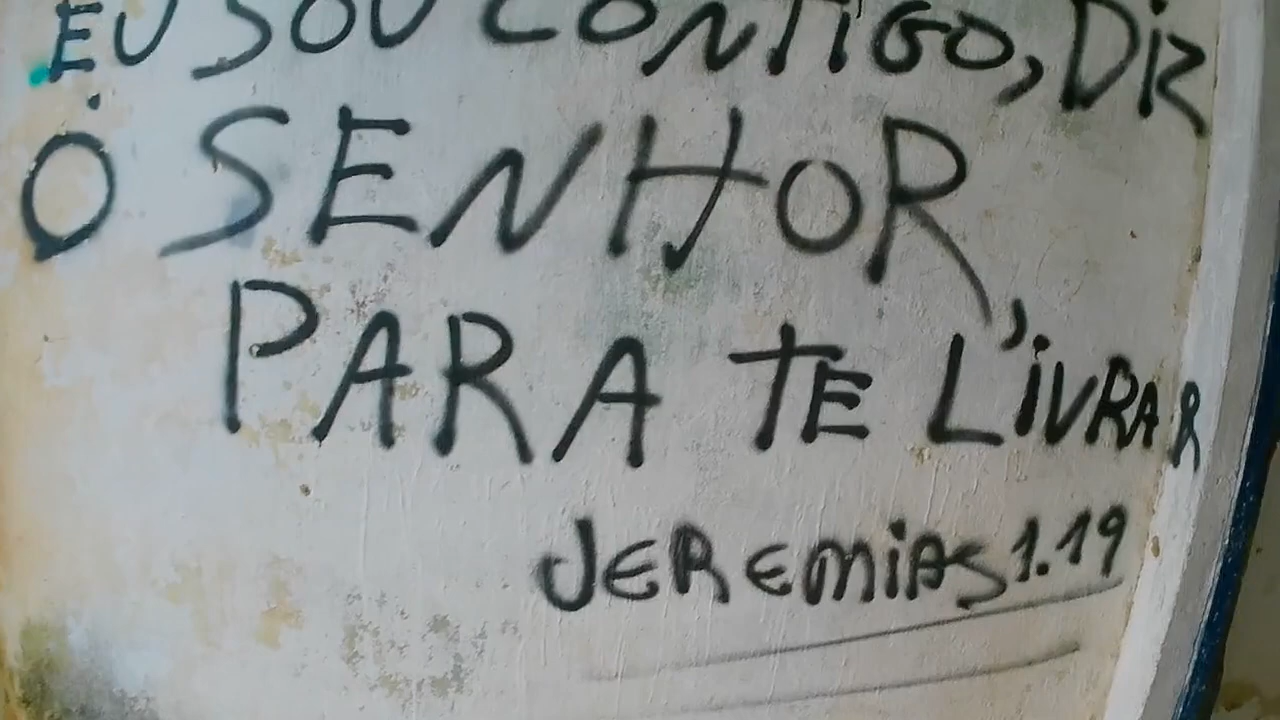 EU SOU CONTIGO, DIZ
O SENHOR,
PARA TE LIVRAR
JEREMIAS 1.19